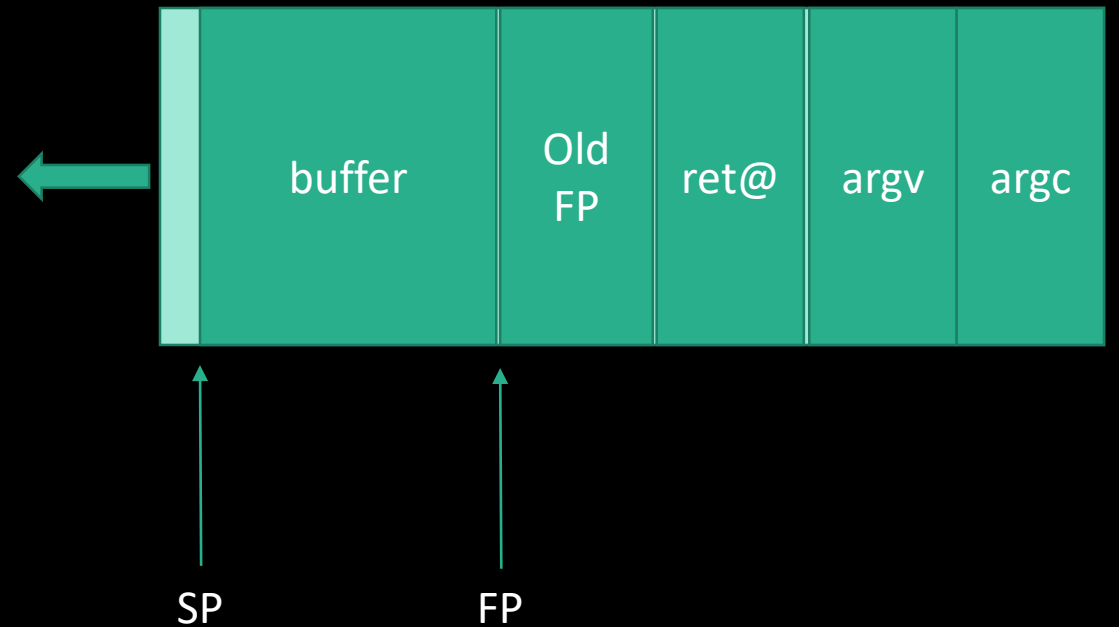 buffer
Old
FP
ret@
argv
argc
SP
FP